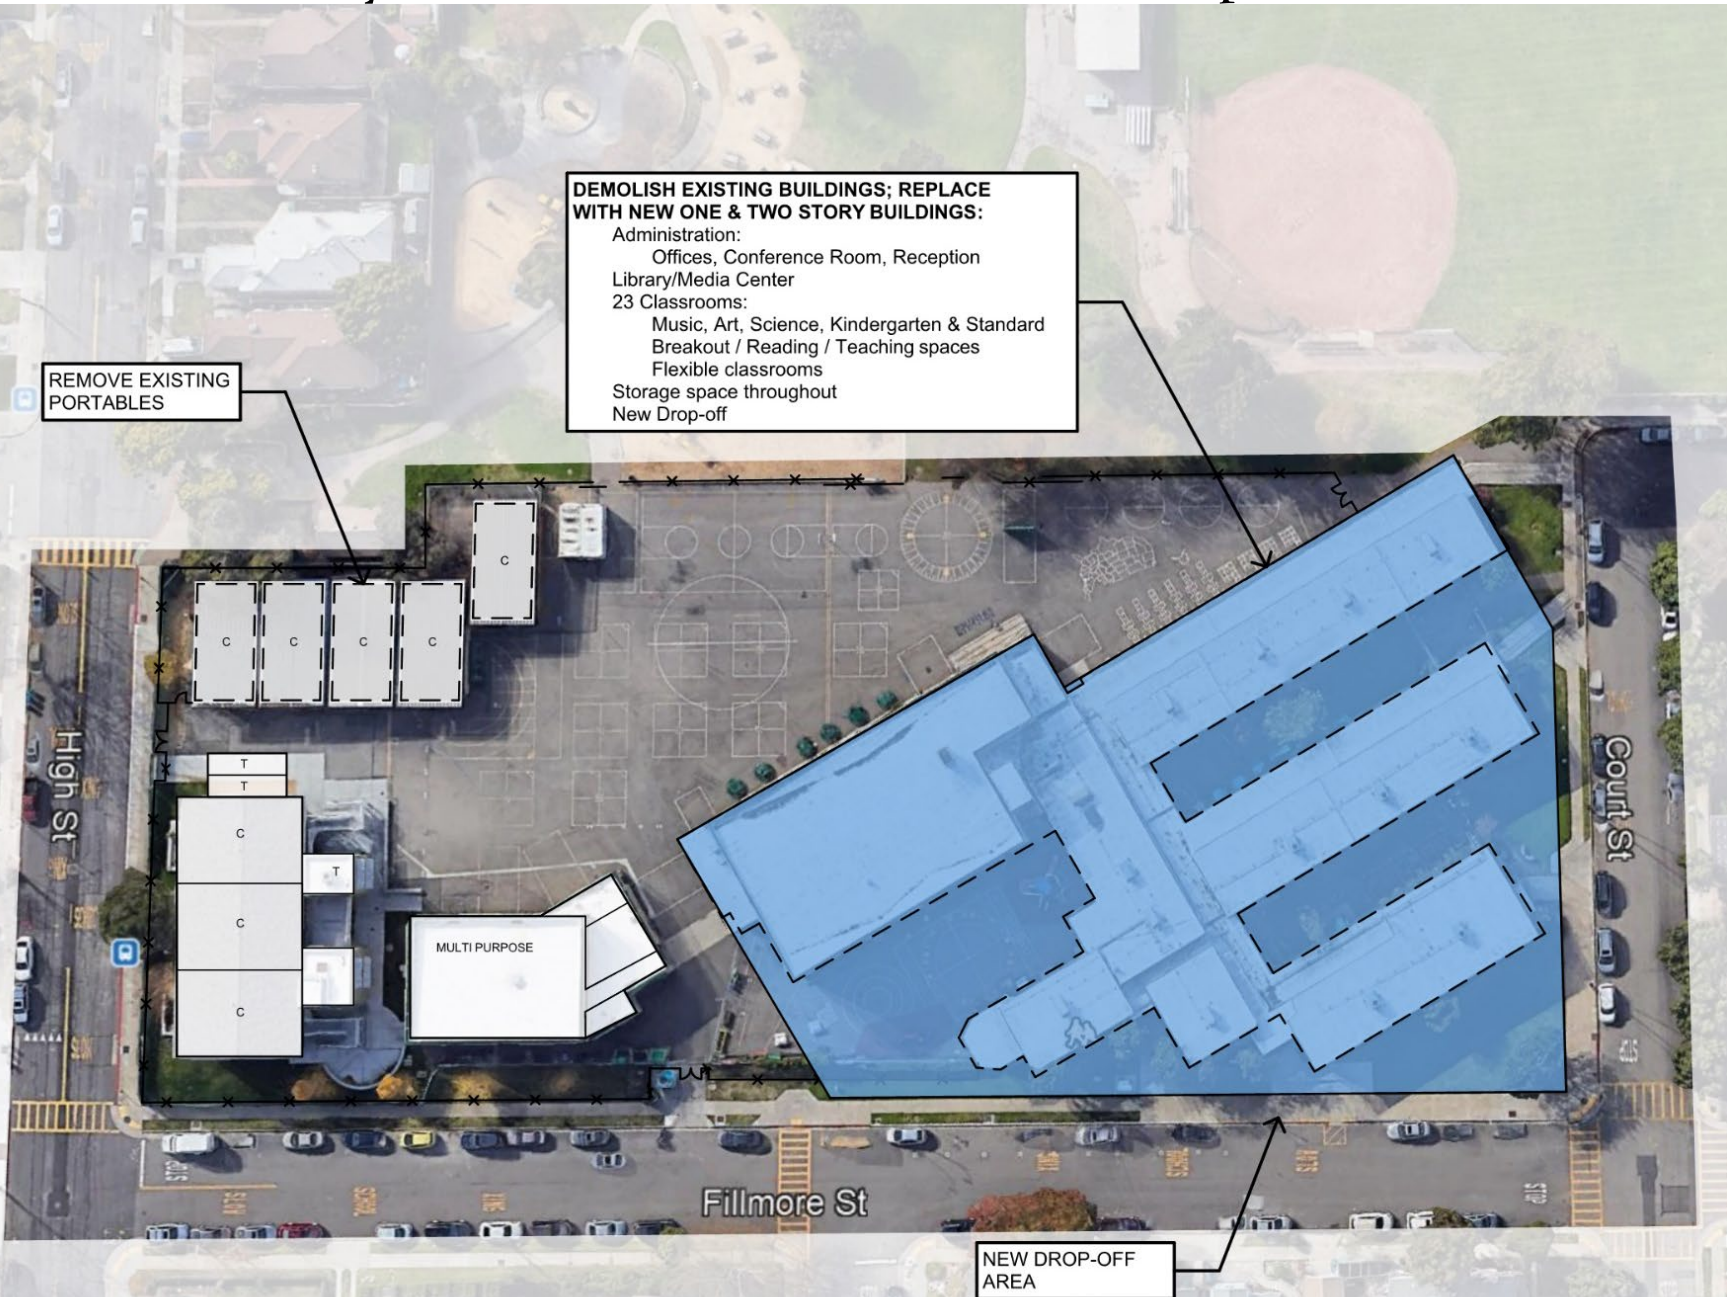 DEMOLISH EXISTING BUILDINGS; REPLACE
WITH NEW ONE & TWO STORY BUILDINGS:
Administration:
Offices, Conference Room, Reception
Library/Media Center
23 Classrooms:
Music, Art, Science, Kindergarten & Standard
Breakout / Reading / Teaching spaces
Flexible classrooms
Storage space throughout
New Drop-off
REMOVE EXISTING
PORTABLES
C
C
C
C
C
T
T
C
T
C
C
MULTI PURPOSE
High St
Court St
Fillmore St
STOP
STOP
NEW DROP-OFF
AREA